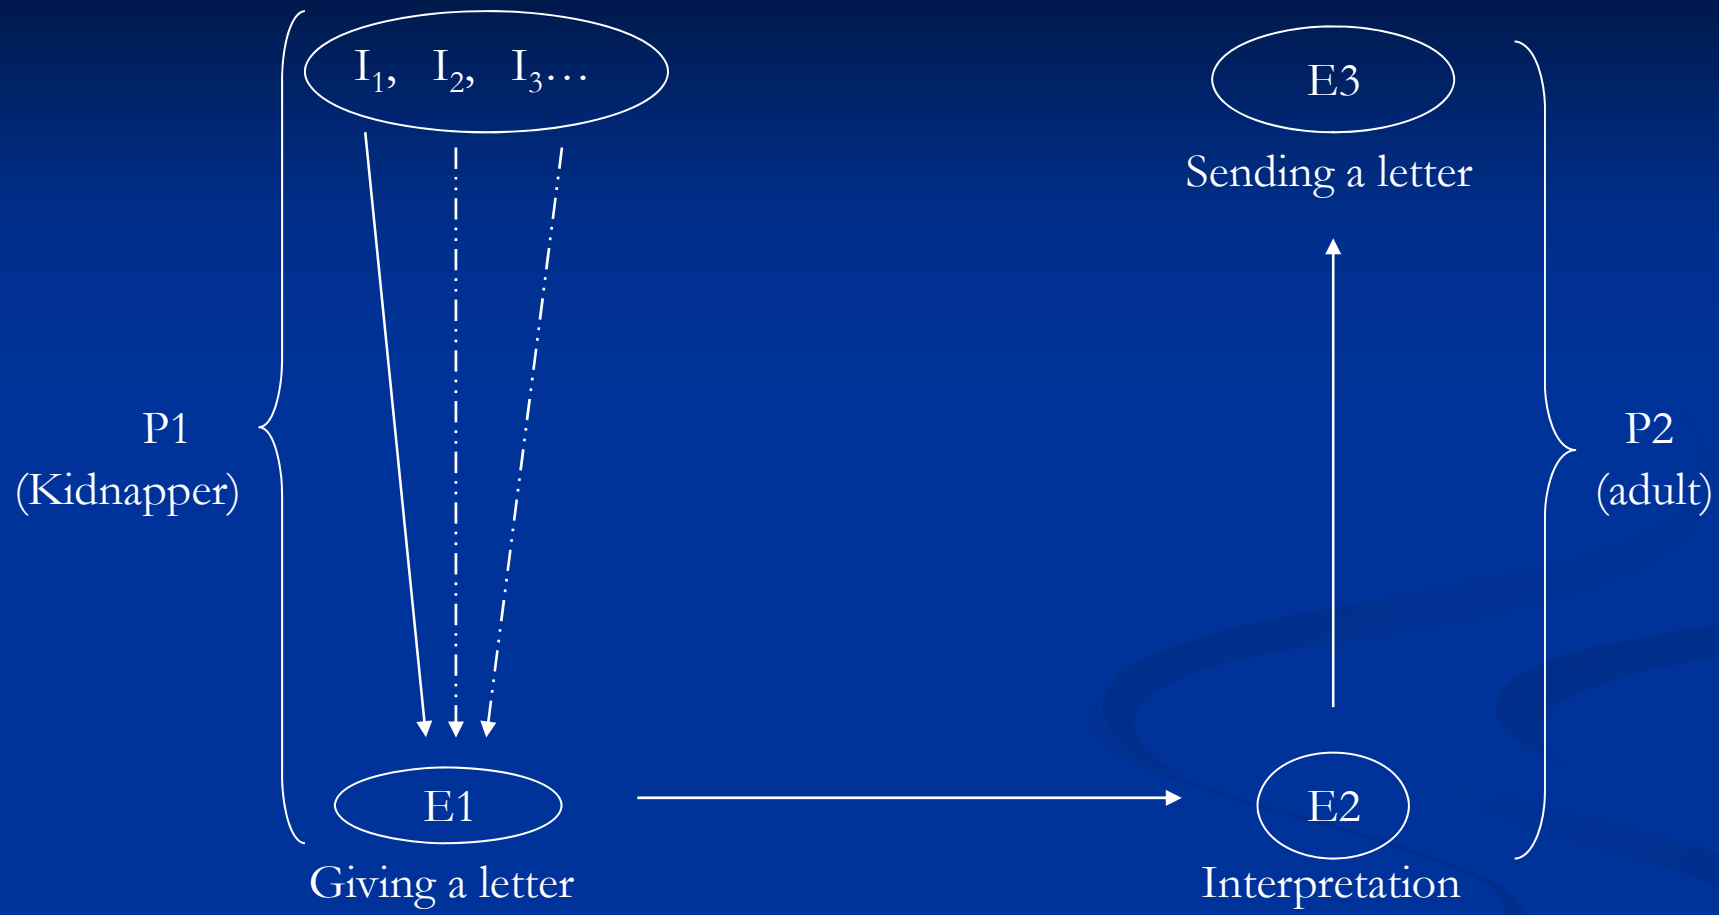 I₁, I₂, I₃…
E3
Sending a letter
P1
(Kidnapper)
P2
(adult)
E1
E2
Giving a letter
Interpretation